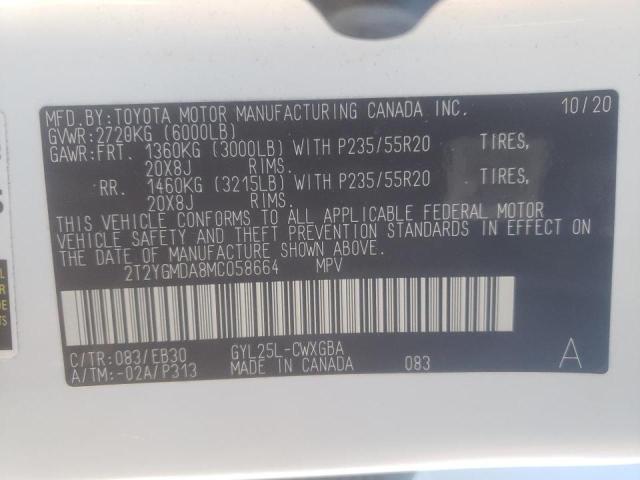 MFD.BY:TOYOTA MOTOR MANUFACTURING CANADA INC. 10/20
GVWR:2720KG (6000LB)
GAWR:FRT. 1360KG (3000LB) WITH P235/55R20 TIRES,
20X8J RIMS.
RR. 1460KG (3215LB) WITH P235/55R20 TIRES,
20X8J RIMS.
THIS VEHICLE CONFORMS TO ALL APPLICABLE FEDERAL MOTOR
VEHICLE SAFETY AND THEFT PREVENTION STANDARDS IN EFFECT ON
THE DATE OF MANUFACTURE SHOWN ABOVE.
2T2YGMDA8MC058664 MPV
C/TR:083/EB30 GYL25L-CWXGBA A
A/TM:-02A/P313 MADE IN CANADA 083